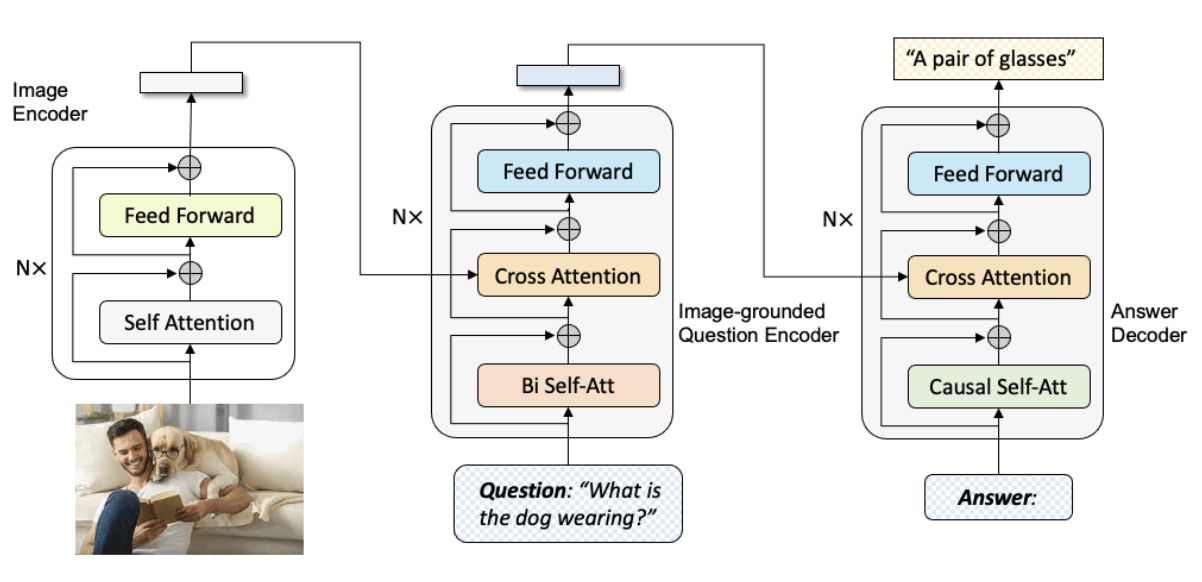 Image
Encoder
N×
Feed Forward
Self Attention
N×
Feed Forward
Cross Attention
Bi Self-Att
Image-grounded
Question Encoder
Question: “What is
the dog wearing?”
“A pair of glasses”
N×
Feed Forward
Cross Attention
Causal Self-Att
Answer
Decoder
Answer: